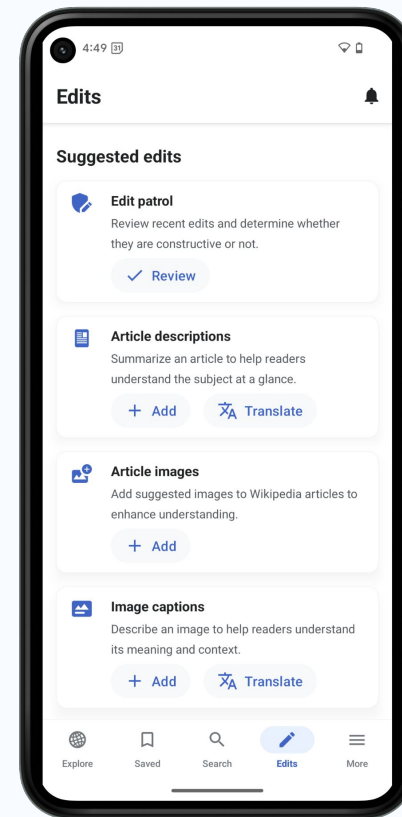 4:49 31
Edits
Suggested edits
Edit patrol
Review recent edits and determine whether
they are constructive or not.
Review
Article descriptions
Summarize an article to help readers
understand the subject at a glance.
Add Translate
Article images
Add suggested images to Wikipedia articles to
enhance understanding.
Add
Image captions
Describe an image to help readers understand
its meaning and context.
Add Translate
Explore Saved Search Edits More